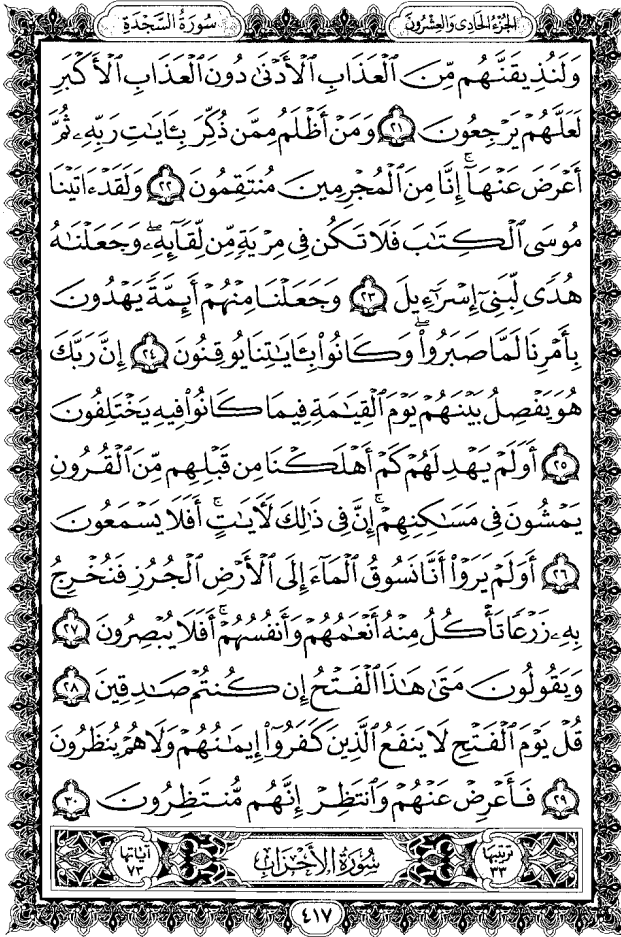 الجزء الحادي والعشرون
سورة السجدة
وَلَنُذِيقَنَّهُم مِّنَ ٱلْعَذَابِ ٱلْأَدْنَىٰ دُونَ ٱلْعَذَابِ ٱلْأَكْبَرِ
لَعَلَّهُمْ يَرْجِعُونَ ٢١ وَمَنْ أَظْلَمُ مِمَّن ذُكِّرَ بِـَٔايَٰتِ رَبِّهِۦ ثُمَّ
أَعْرَضَ عَنْهَآ ۚ إِنَّا مِنَ ٱلْمُجْرِمِينَ مُنتَقِمُونَ ٢٢ وَلَقَدْ ءَاتَيْنَا
مُوسَى ٱلْكِتَٰبَ فَلَا تَكُن فِى مِرْيَةٍ مِّن لِّقَآئِهِۦ ۖ وَجَعَلْنَٰهُ
هُدًى لِّبَنِىٓ إِسْرَٰٓءِيلَ ٢٣ وَجَعَلْنَا مِنْهُمْ أَئِمَّةً يَهْدُونَ
بِأَمْرِنَا لَمَّا صَبَرُوا۟ ۖ وَكَانُوا۟ بِـَٔايَٰتِنَا يُوقِنُونَ ٢٤ إِنَّ رَبَّكَ
هُوَ يَفْصِلُ بَيْنَهُمْ يَوْمَ ٱلْقِيَٰمَةِ فِيمَا كَانُوا۟ فِيهِ يَخْتَلِفُونَ
٢٥ أَوَلَمْ يَهْدِ لَهُمْ كَمْ أَهْلَكْنَا مِن قَبْلِهِم مِّنَ ٱلْقُرُونِ
يَمْشُونَ فِى مَسَٰكِنِهِمْ ۚ إِنَّ فِى ذَٰلِكَ لَـَٔايَٰتٍ ۖ أَفَلَا يَسْمَعُونَ
٢٦ أَوَلَمْ يَرَوْا۟ أَنَّا نَسُوقُ ٱلْمَآءَ إِلَى ٱلْأَرْضِ ٱلْجُرُزِ فَنُخْرِجُ
بِهِۦ زَرْعًا تَأْكُلُ مِنْهُ أَنْعَٰمُهُمْ وَأَنفُسُهُمْ ۖ أَفَلَا يُبْصِرُونَ ٢٧
وَيَقُولُونَ مَتَىٰ هَٰذَا ٱلْفَتْحُ إِن كُنتُمْ صَٰدِقِينَ ٢٨
قُلْ يَوْمَ ٱلْفَتْحِ لَا يَنفَعُ ٱلَّذِينَ كَفَرُوٓا۟ إِيمَٰنُهُمْ وَلَا هُمْ يُنظَرُونَ
٢٩ فَأَعْرِضْ عَنْهُمْ وَٱنتَظِرْ إِنَّهُم مُّنتَظِرُونَ ٣٠
ترتيبها ٣٣ سورة الأحزاب آياتها ٧٣
٤١٧